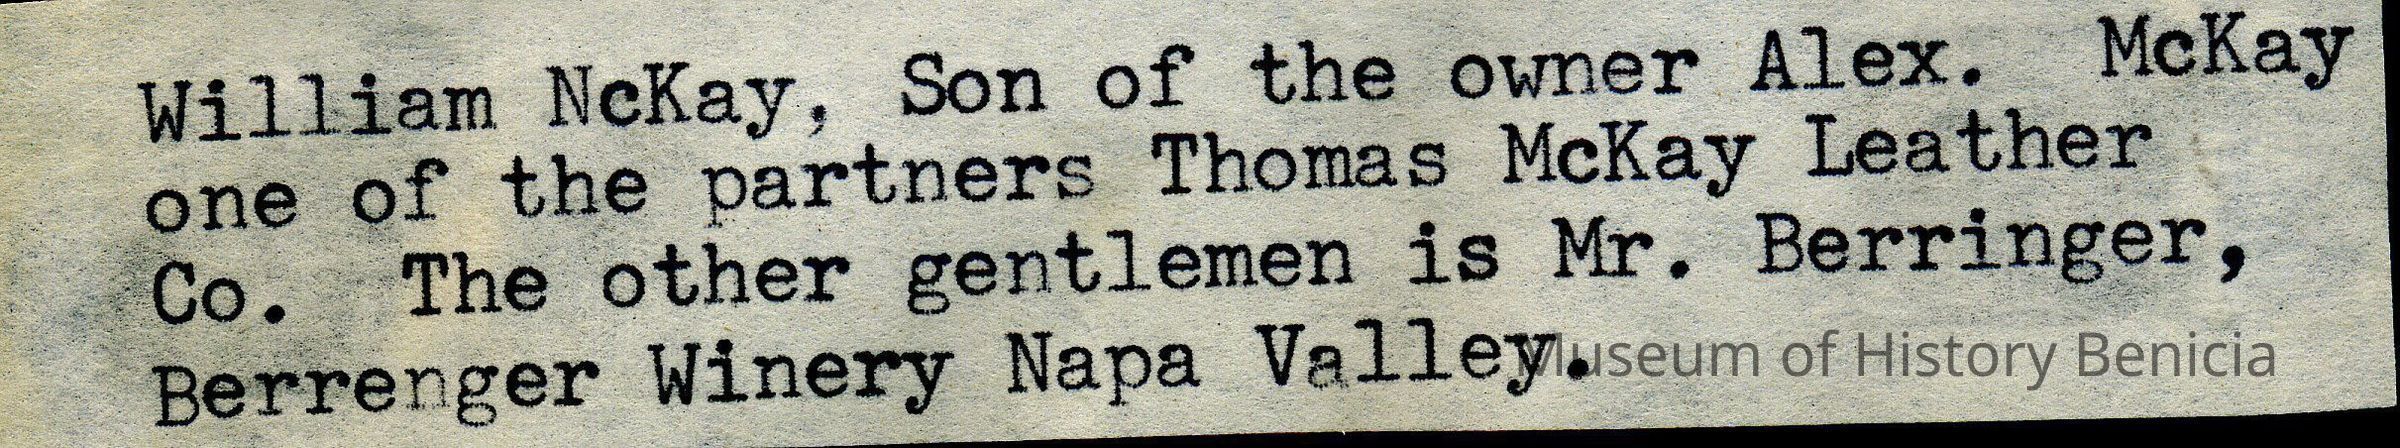 William NcKay, Son of the owner Alex. McKay
one of the partners Thomas McKay Leather
Co. The other gentlemen is Mr. Berringer,
Berrenger Winery Napa Valley.
Museum of History Benicia